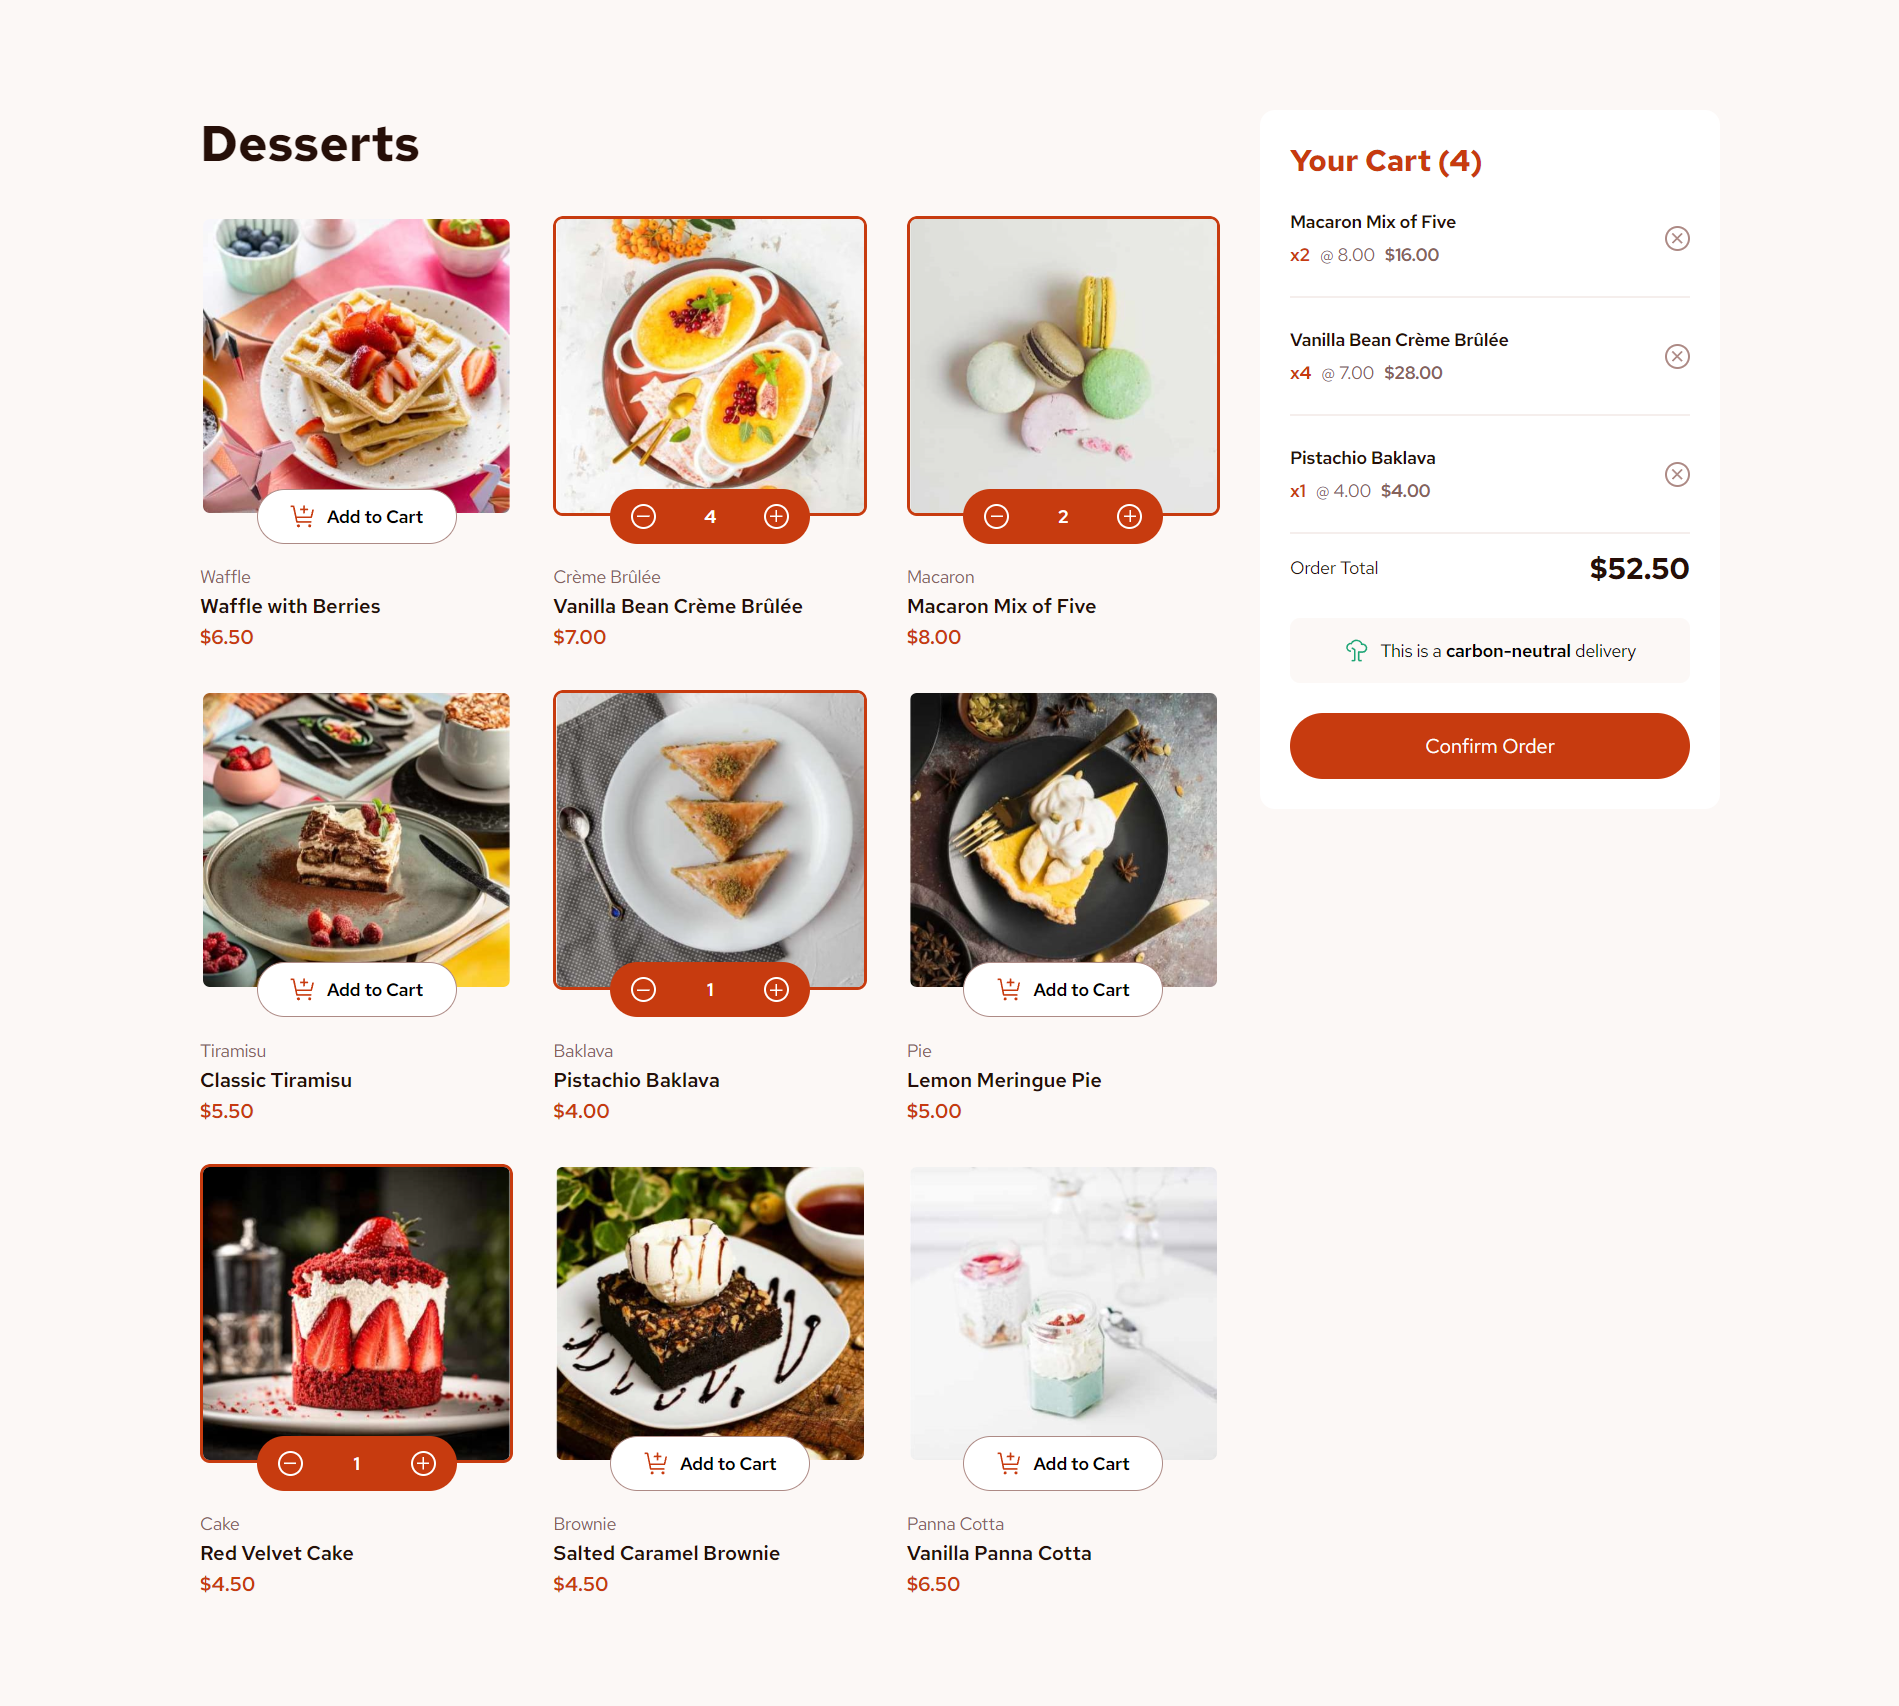 Desserts
Add to Cart
4
2
Waffle
Waffle with Berries
$6.50
Crème Brûlée
Vanilla Bean Crème Brûlée
$7.00
Macaron
Macaron Mix of Five
$8.00
Add to Cart
1
Add to Cart
Tiramisu
Classic Tiramisu
$5.50
Baklava
Pistachio Baklava
$4.00
Pie
Lemon Meringue Pie
$5.00
1
Add to Cart
Add to Cart
Cake
Red Velvet Cake
$4.50
Brownie
Salted Caramel Brownie
$4.50
Panna Cotta
Vanilla Panna Cotta
$6.50
Your Cart (4)
Macaron Mix of Five
x2 @ 8.00 $16.00
Vanilla Bean Crème Brûlée
x4 @ 7.00 $28.00
Pistachio Baklava
x1 @ 4.00 $4.00
Order Total $52.50
This is a carbon-neutral delivery
Confirm Order